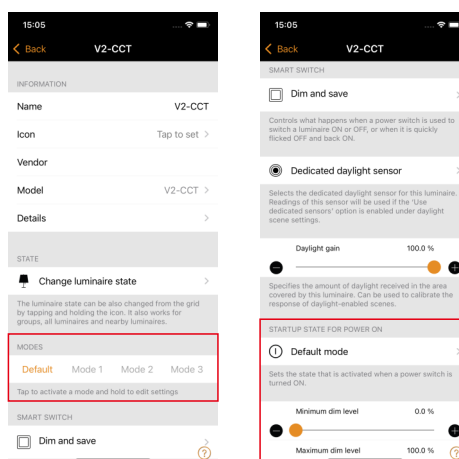 15:05
Back
V2-CCT
INFORMATION
Name
V2-CCT
Icon
Tap to set
Vendor
Model
V2-CCT
Details
STATE
Change luminaire state
The luminaire state can be also changed from the grid
by tapping and holding the icon. It also works for
groups, all luminaires and nearby luminaires.
MODES
Default Mode 1 Mode 2 Mode 3
Tap to activate a mode and hold to edit settings
SMART SWITCH
Dim and save
?
15:05
Back
V2-CCT
SMART SWITCH
Dim and save
Controls what happens when a power switch is used to
switch a luminaire ON or OFF, or when it is quickly
flicked OFF and back ON.
Dedicated daylight sensor
Selects the dedicated daylight sensor for this luminaire.
Readings of this sensor will be used if the 'Use
dedicated sensors' option is enabled under daylight
scene settings.
Daylight gain
100.0 %
Specifies the amount of daylight received in the area
covered by this luminaire. Can be used to calibrate the
response of daylight-enabled scenes.
STARTUP STATE FOR POWER ON
Default mode
Sets the state that is activated when a power switch is
turned ON.
Minimum dim level
0.0 %
Maximum dim level
100.0 %
?